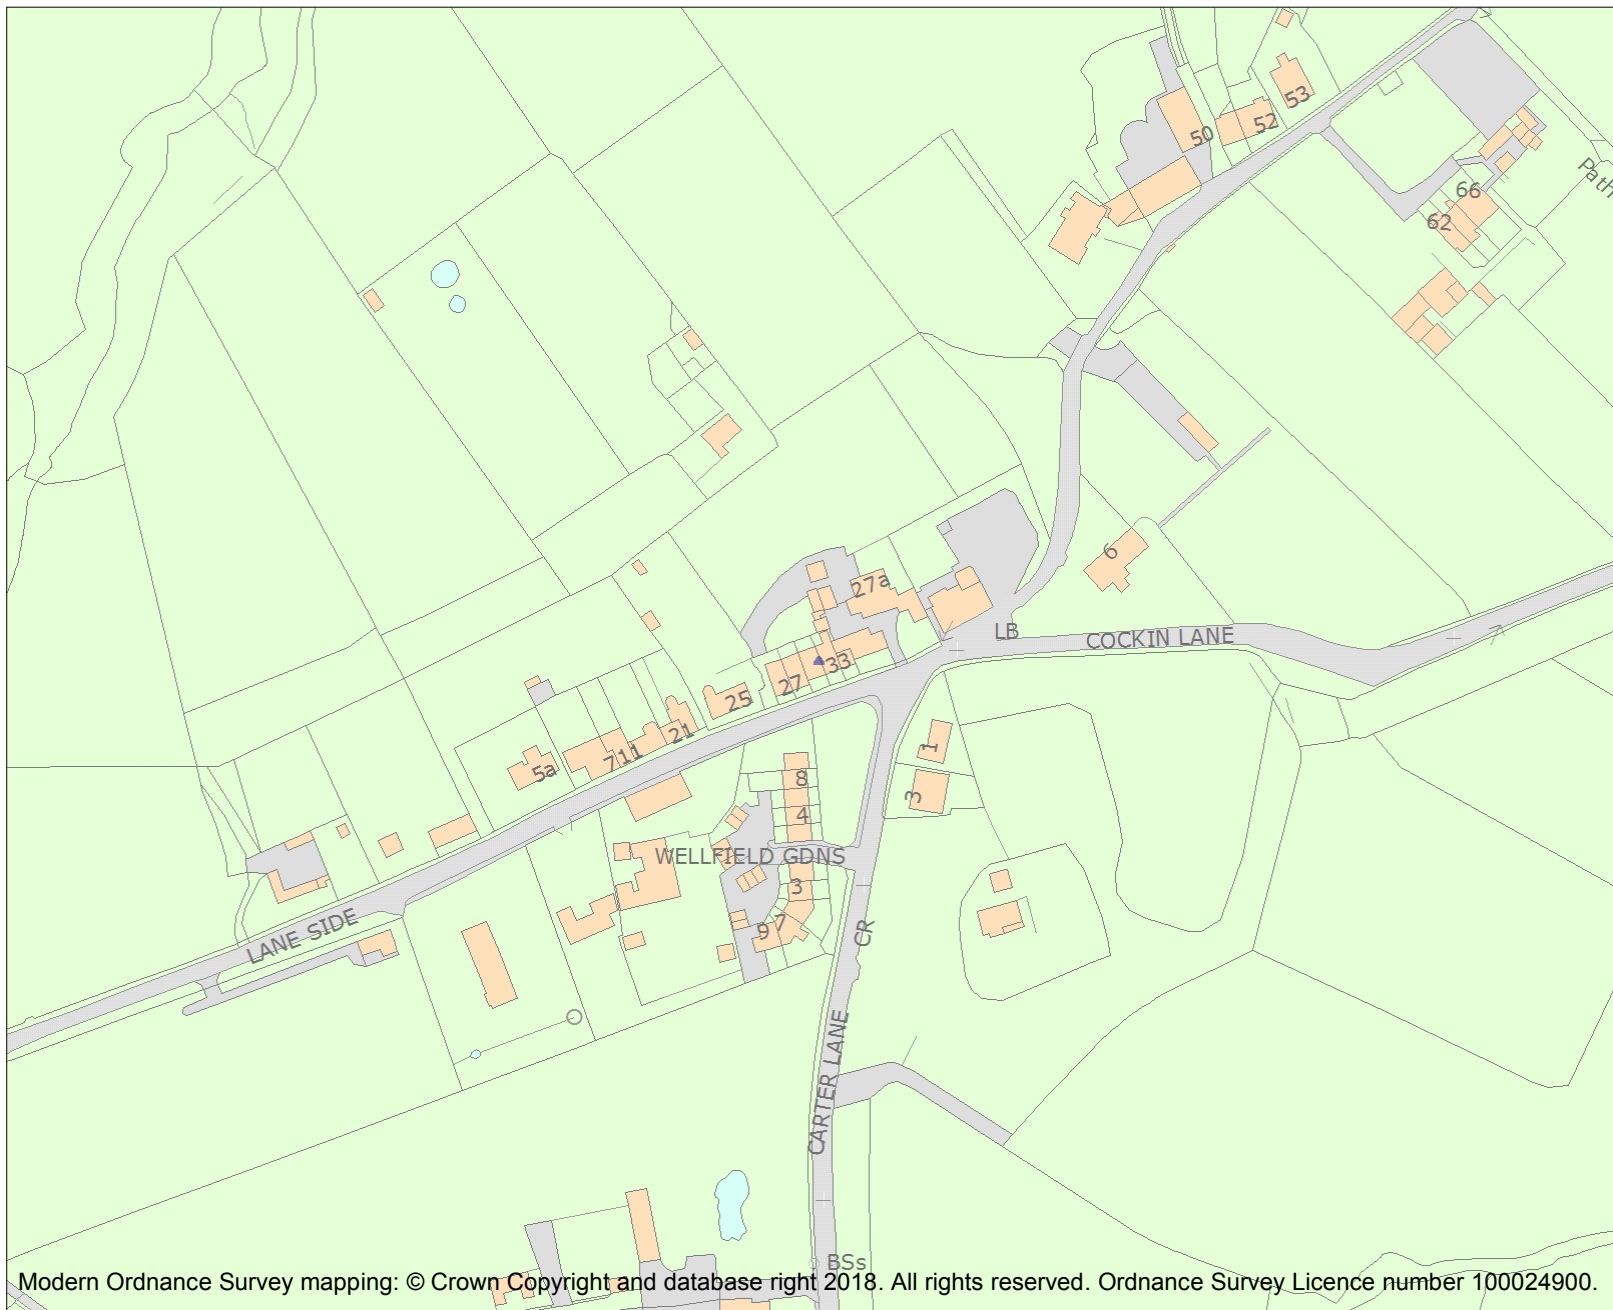 53
52
50
Path
66
62
6
27a
LB
COCKIN LANE
33
27
25
21
11
7
5a
1
3
8
4
WELLFIELD GDNS
3
7
9
CR
LANE SIDE
CARTER LANE
BSs
Modern Ordnance Survey mapping: © Crown Copyright and database right 2018. All rights reserved. Ordnance Survey Licence number 100024900.